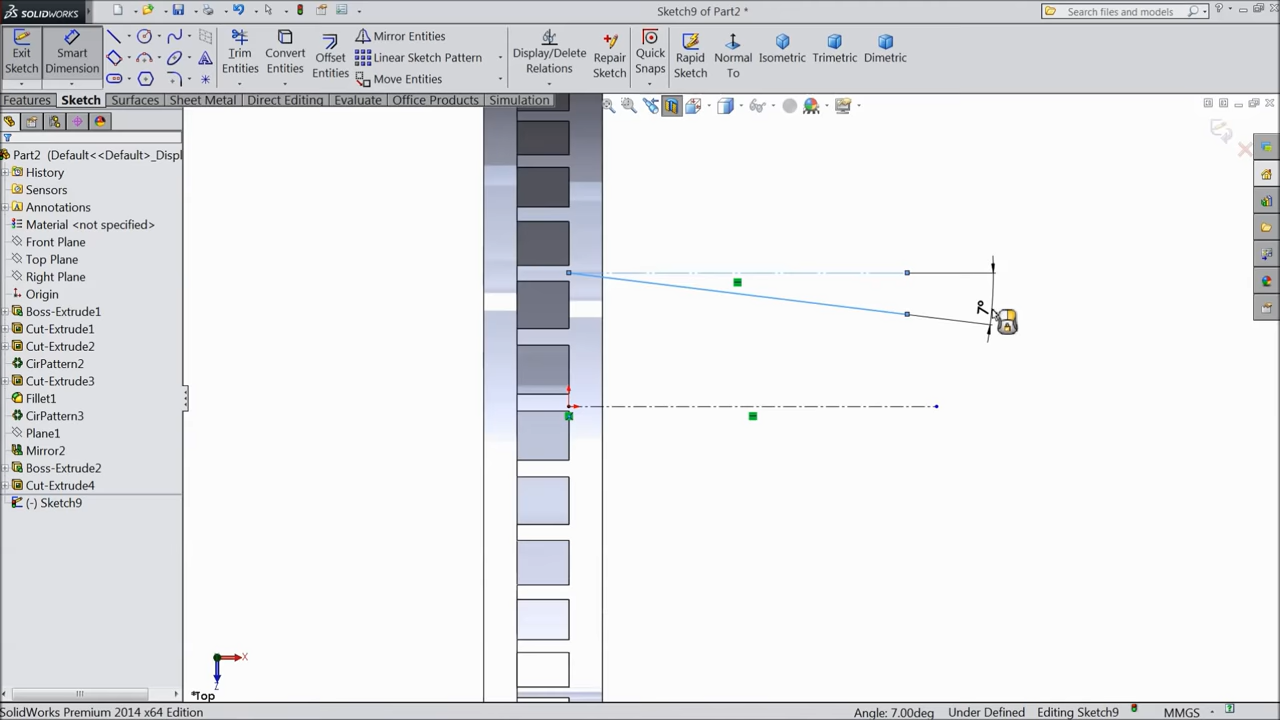 SOLIDWORKS
Sketch9 of Part2 *
Search files and models
Exit Sketch
Smart Dimension
Trim Entities
Convert Entities
Offset Entities
Mirror Entities
Linear Sketch Pattern
Move Entities
Display/Delete Relations
Repair Sketch
Quick Snaps
Rapid Sketch
Normal To
Isometric
Trimetric
Dimetric
Features
Sketch
Surfaces
Sheet Metal
Direct Editing
Evaluate
Office Products
Simulation
Part2 (Default<<Default>_Displ
History
Sensors
Annotations
Material <not specified>
Front Plane
Top Plane
Right Plane
Origin
Boss-Extrude1
Cut-Extrude1
Cut-Extrude2
CirPattern2
Cut-Extrude3
Fillet1
CirPattern3
Plane1
Mirror2
Boss-Extrude2
Cut-Extrude4
(-) Sketch9
7°
X
Z
*Top
SolidWorks Premium 2014 x64 Edition
Angle: 7.00deg
Under Defined
Editing Sketch9
MMGS